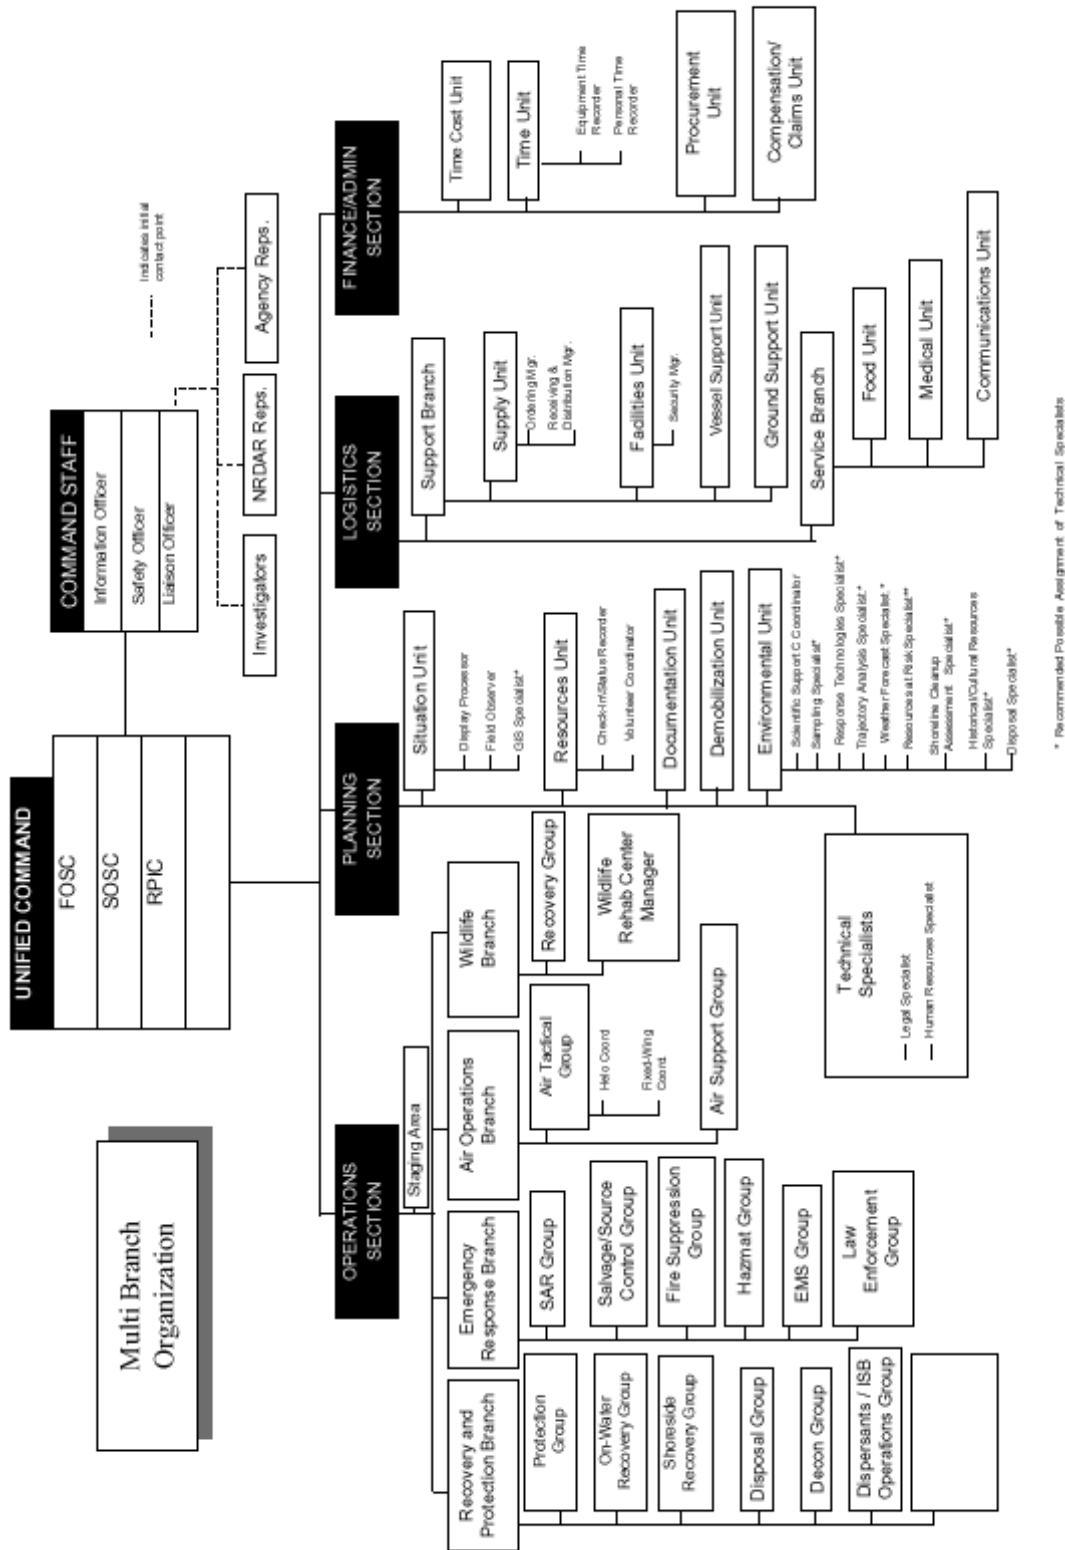 Multi Branch
Organization
UNIFIED COMMAND
FOSC
SOSC
RPIC
COMMAND STAFF
Information Officer
Safety Officer
Liaison Officer
Indicates initial
contact point
Investigators
NRDAR Reps.
Agency Reps.
OPERATIONS
SECTION
Staging Area
Recovery and
Protection Branch
Protection
Group
On-Water
Recovery Group
Shoreside
Recovery Group
Disposal Group
Decon Group
Dispersants / ISB
Operations Group
Emergency
Response Branch
SAR Group
Salvage/Source
Control Group
Fire Suppression
Group
Hazmat Group
EMS Group
Law
Enforcement
Group
Air Operations
Branch
Air Tactical
Group
Helo Coord
Fixed-Wing
Coord.
Air Support Group
Wildlife
Branch
Recovery Group
Wildlife
Rehab Center
Manager
PLANNING
SECTION
Situation Unit
Display Processor
Field Observer
GIS Specialist*
Resources Unit
Check-In/Status Recorder
Volunteer Coordinator
Documentation Unit
Demobilization Unit
Environmental Unit
Scientific Support C Coordinator
Sampling Specialist*
Response Technologies Specialist*
Trajectory Analysis Specialist.*
Weather Forecast Specialist.*
Resources at Risk Specialist**
Shoreline Cleanup
Assessment Specialist*
Historical/Cultural Resources
Specialist*
Disposal Specialist*
Technical
Specialists
Legal Specialist
Human Resources Specialist
LOGISTICS
SECTION
Support Branch
Supply Unit
Ordering Mgr.
Receiving &
Distribution Mgr.
Facilities Unit
Security Mgr.
Vessel Support Unit
Ground Support Unit
Service Branch
Food Unit
Medical Unit
Communications Unit
FINANCE/ADMIN
SECTION
Time Cost Unit
Time Unit
Equipment Time
Recorder
Personal Time
Recorder
Procurement
Unit
Compensation/
Claims Unit
* Recommended Possible Assignment of Technical Specialists